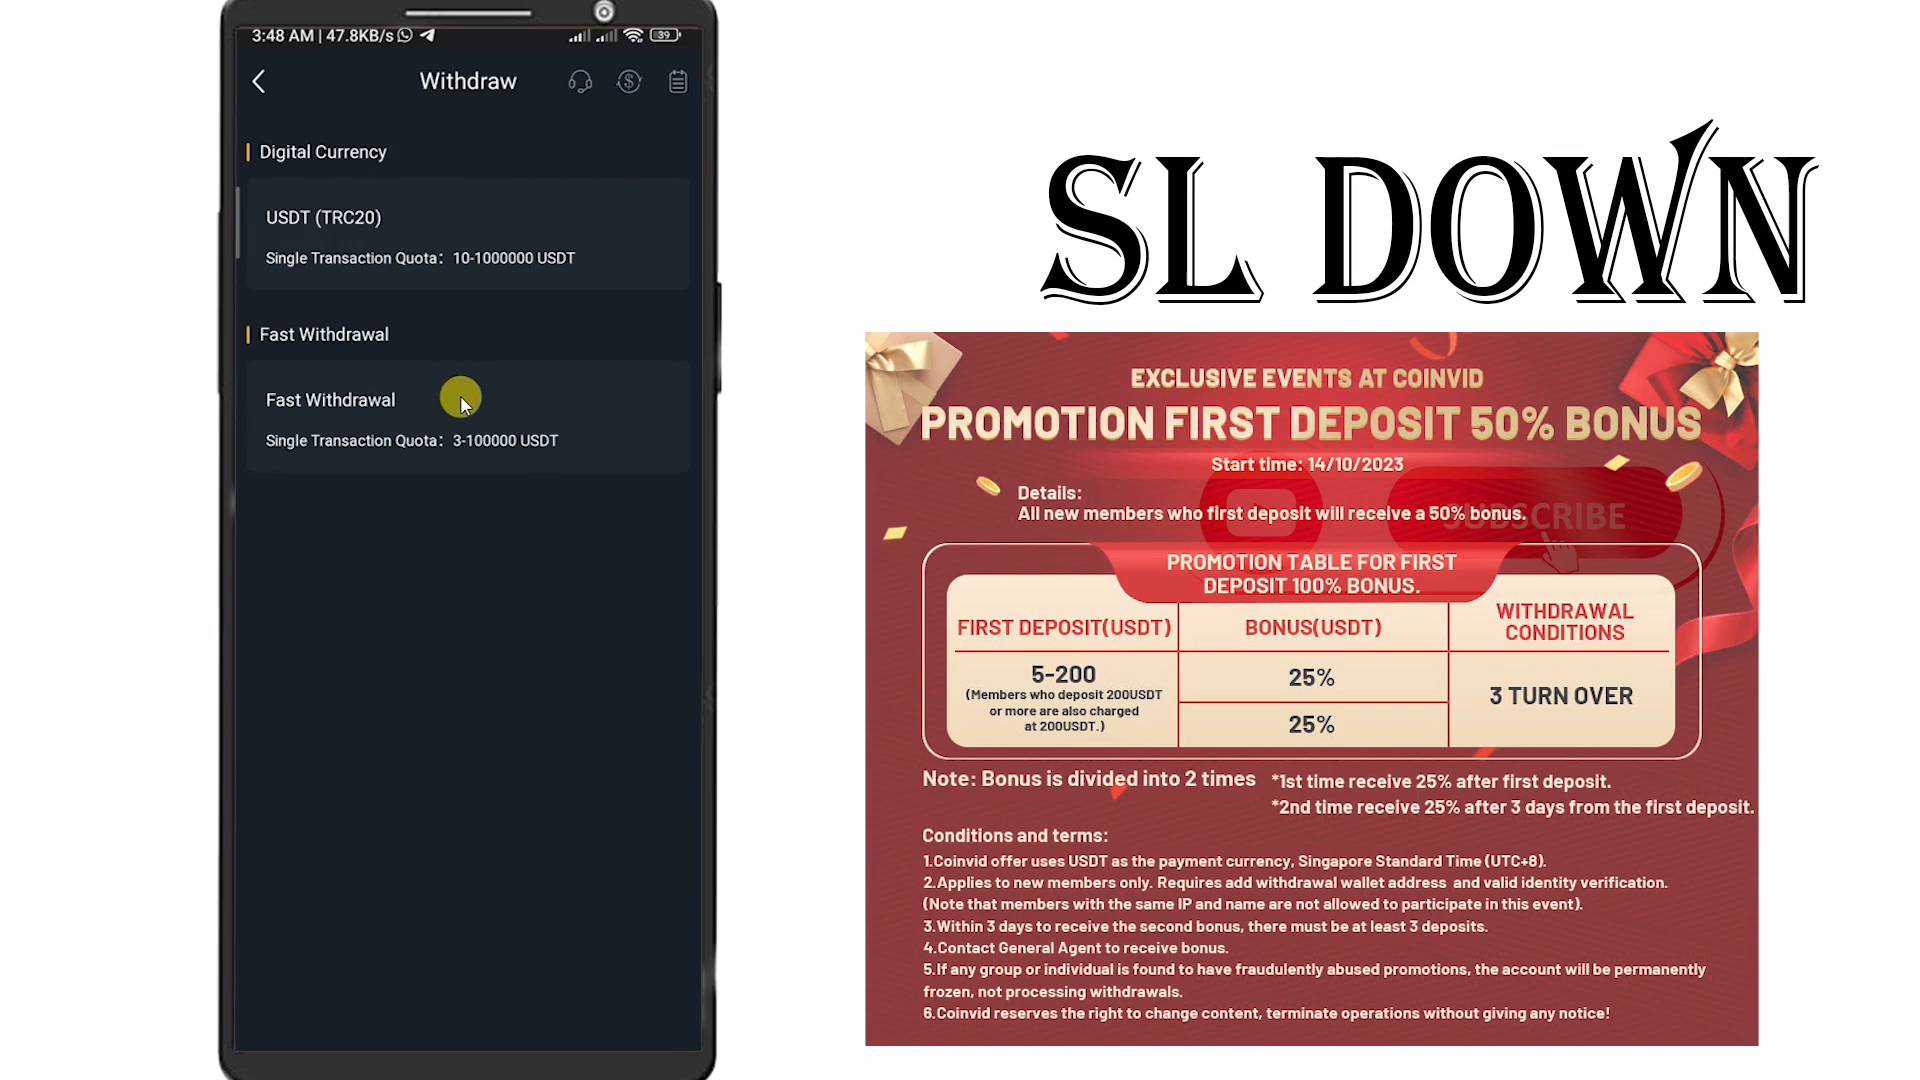 3:48 AM | 47.8KB/s
39
Withdraw
Digital Currency
USDT (TRC20)
Single Transaction Quota: 10-1000000 USDT
Fast Withdrawal
Fast Withdrawal
Single Transaction Quota: 3-100000 USDT
SL DOWN
EXCLUSIVE EVENTS AT COINVID
PROMOTION FIRST DEPOSIT 50% BONUS
Start time: 14/10/2023
Details:
All new members who first deposit will receive a 50% bonus.
SUBSCRIBE
PROMOTION TABLE FOR FIRST
DEPOSIT 100% BONUS.
FIRST DEPOSIT(USDT)
BONUS(USDT)
WITHDRAWAL
CONDITIONS
5-200
(Members who deposit 200USDT
or more are also charged
at 200USDT.)
25%
25%
3 TURN OVER
Note: Bonus is divided into 2 times
*1st time receive 25% after first deposit.
*2nd time receive 25% after 3 days from the first deposit.
Conditions and terms:
1.Coinvid offer uses USDT as the payment currency, Singapore Standard Time (UTC+8).
2.Applies to new members only. Requires add withdrawal wallet address and valid identity verification.
(Note that members with the same IP and name are not allowed to participate in this event).
3.Within 3 days to receive the second bonus, there must be at least 3 deposits.
4.Contact General Agent to receive bonus.
5.If any group or individual is found to have fraudulently abused promotions, the account will be permanently
frozen, not processing withdrawals.
6.Coinvid reserves the right to change content, terminate operations without giving any notice!